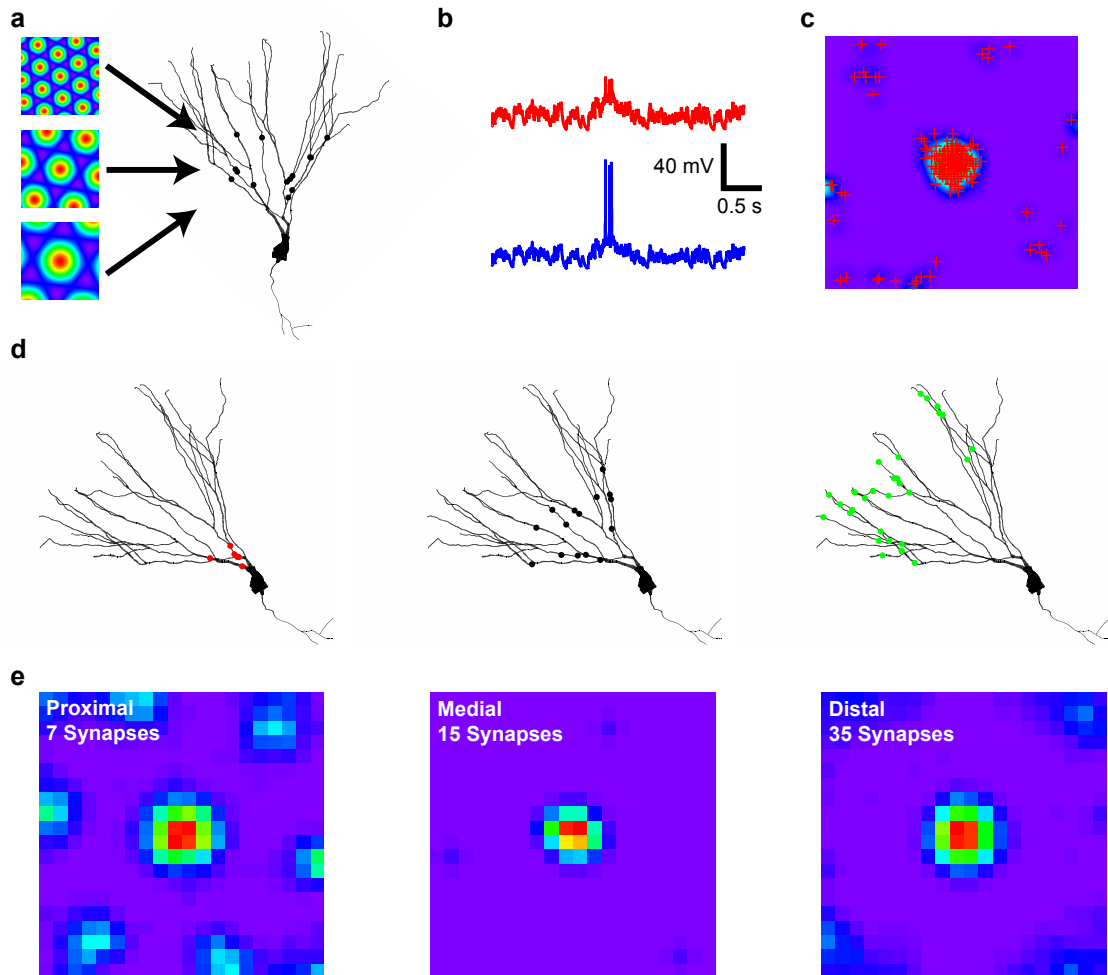 a
b
c
40 mV
0.5 s
d
e
Proximal
7 Synapses
Medial
15 Synapses
Distal
35 Synapses